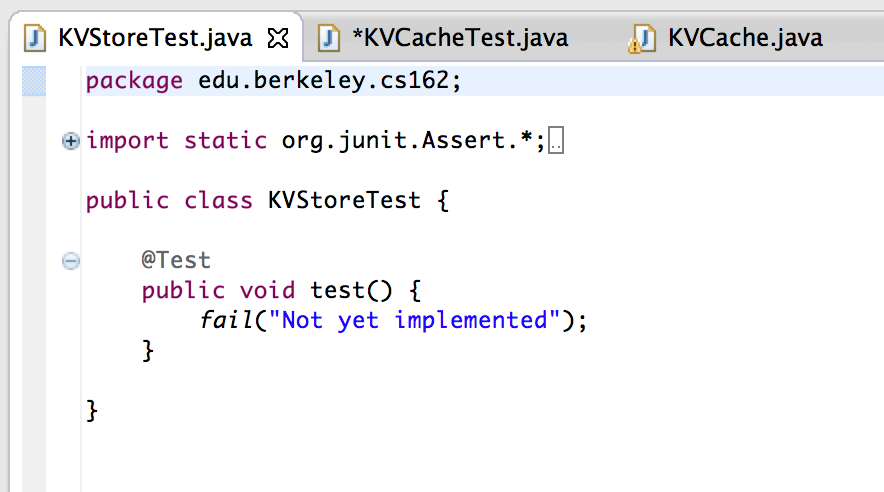 KVStoreTest.java *KVCacheTest.java KVCache.java
package edu.berkeley.cs162;
import static org.junit.Assert.*;
public class KVStoreTest {
@Test
public void test() {
fail("Not yet implemented");
}
}